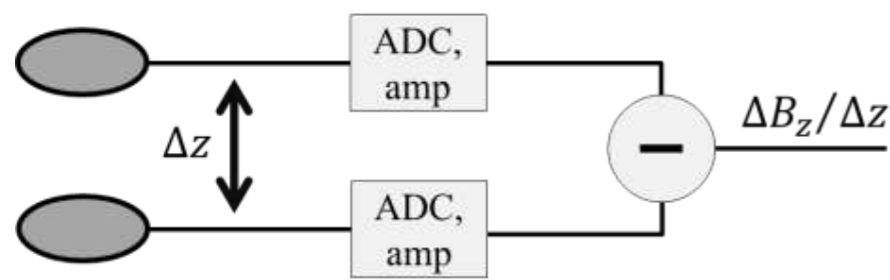 ADC,
amp
Δz
ΔB_z/Δz
−
ADC,
amp